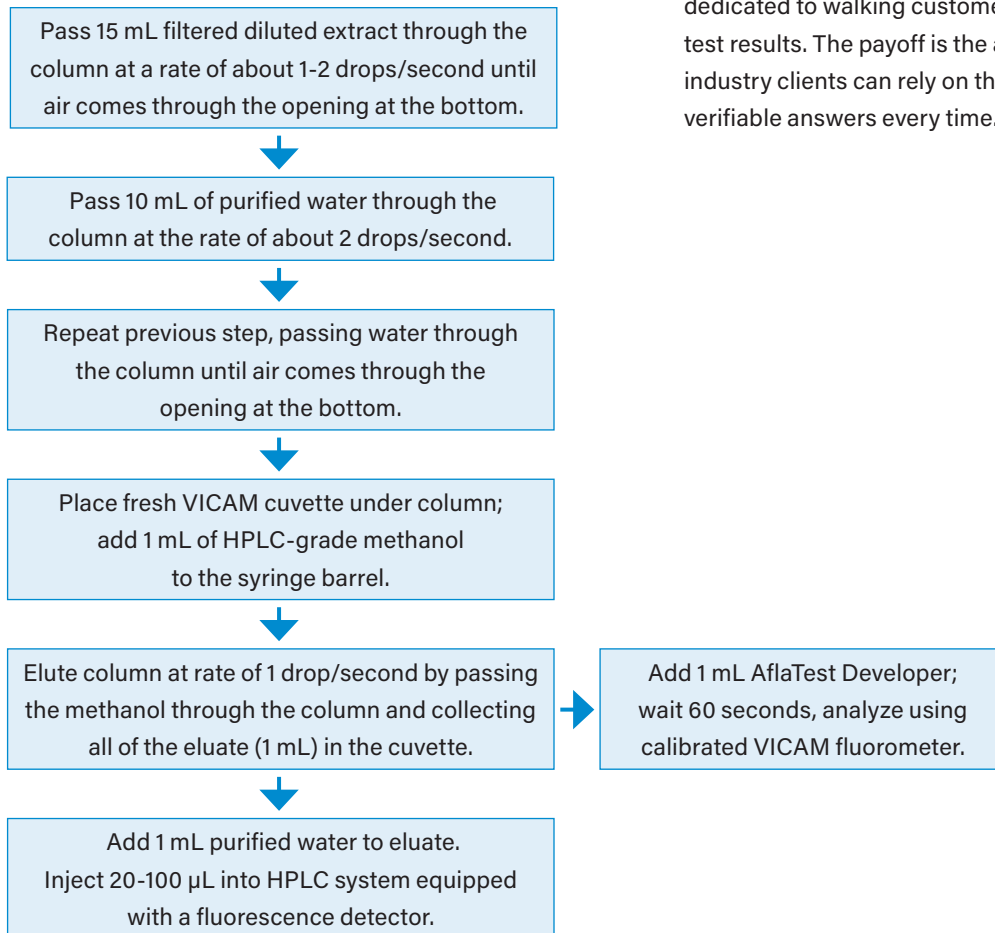 dedicated to walking
test results. The payoff is the
industry clients can rely on
verifiable answers every time.
Pass 15 mL filtered diluted extract through the
column at a rate of about 1-2 drops/second until
air comes through the opening at the bottom.
Pass 10 mL of purified water through the
column at the rate of about 2 drops/second.
Repeat previous step, passing water through
the column until air comes through the
opening at the bottom.
Place fresh VICAM cuvette under column;
add 1 mL of HPLC-grade methanol
to the syringe barrel.
Elute column at rate of 1 drop/second by passing
the methanol through the column and collecting
all of the eluate (1 mL) in the cuvette.
Add 1 mL AflaTest Developer;
wait 60 seconds, analyze using
calibrated VICAM fluorometer.
Add 1 mL purified water to eluate.
Inject 20-100 µL into HPLC system equipped
with a fluorescence detector.